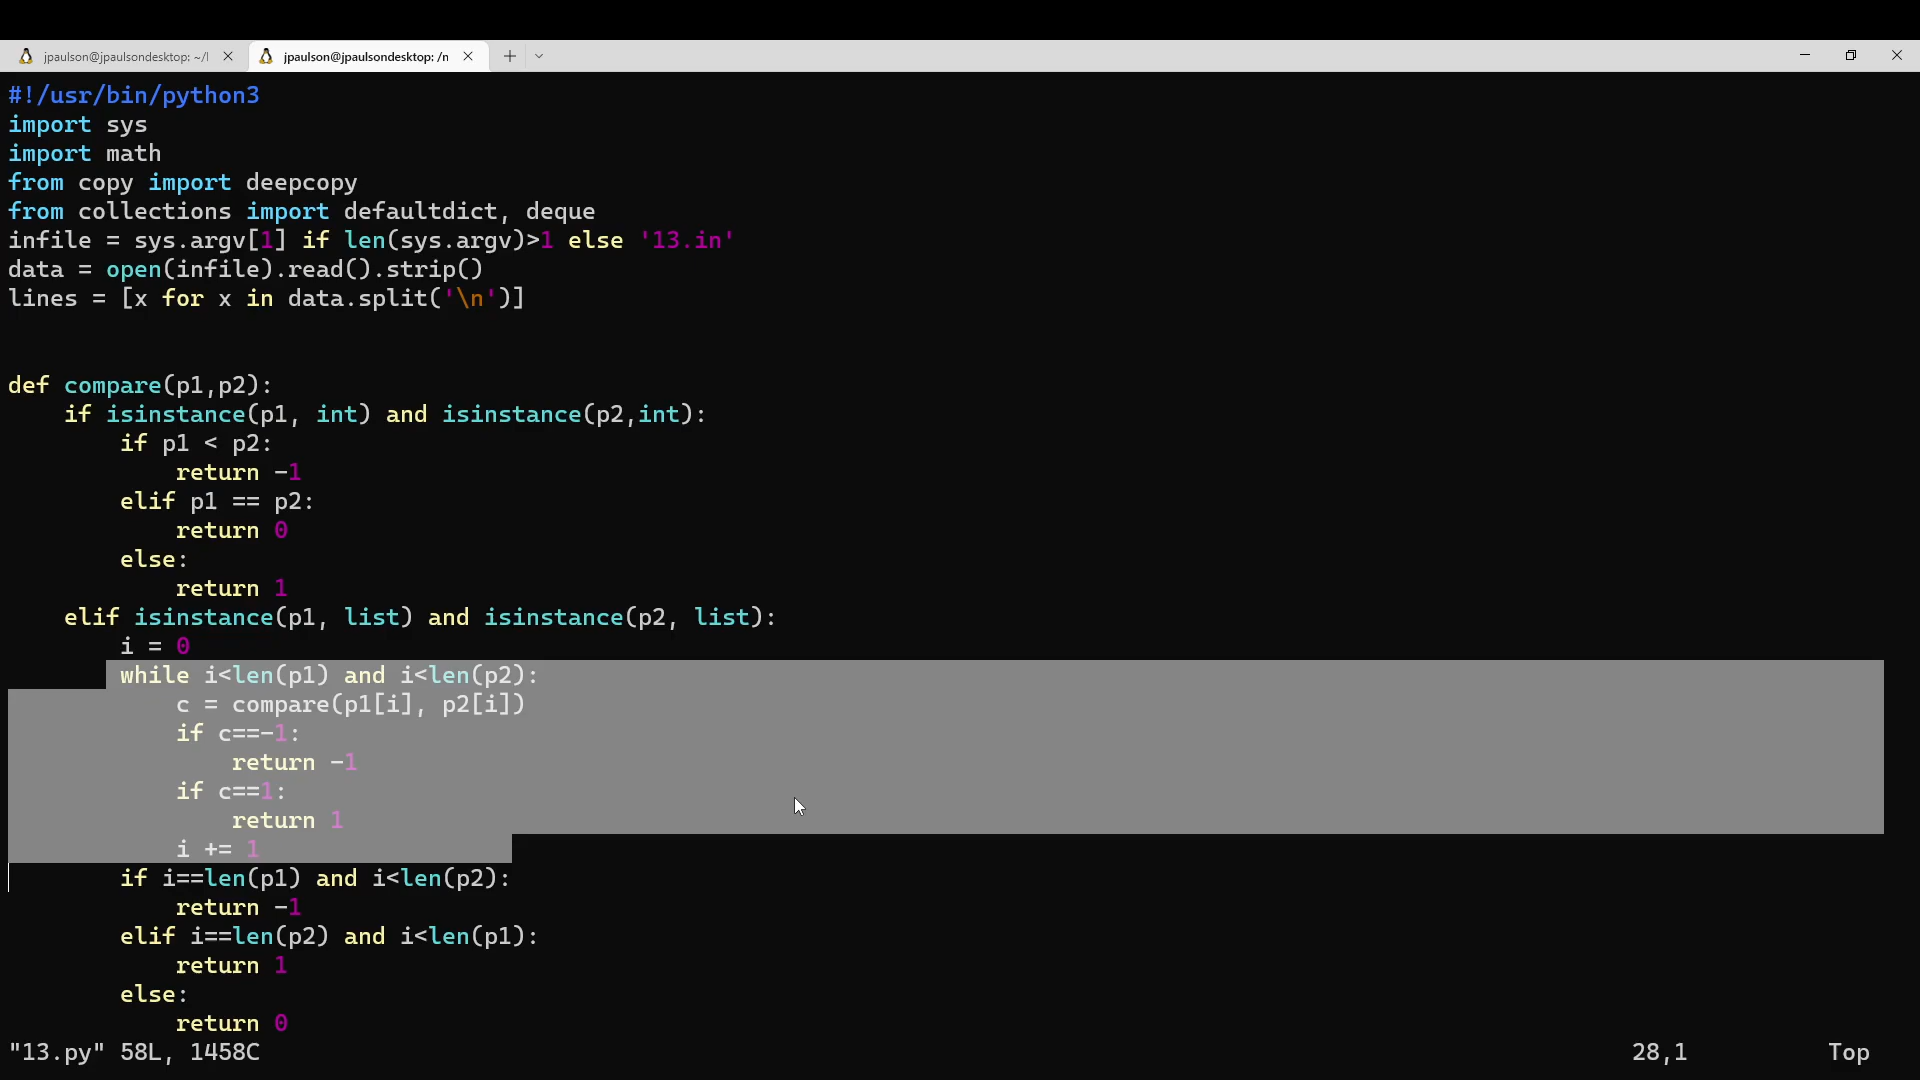 jpaulson@jpaulsondesktop: ~/l
jpaulson@jpaulsondesktop: /n
#!/usr/bin/python3
import sys
import math
from copy import deepcopy
from collections import defaultdict, deque
infile = sys.argv[1] if len(sys.argv)>1 else '13.in'
data = open(infile).read().strip()
lines = [x for x in data.split('\n')]
def compare(p1,p2):
    if isinstance(p1, int) and isinstance(p2,int):
        if p1 < p2:
            return -1
        elif p1 == p2:
            return 0
        else:
            return 1
    elif isinstance(p1, list) and isinstance(p2, list):
        i = 0
        while i<len(p1) and i<len(p2):
            c = compare(p1[i], p2[i])
            if c==-1:
                return -1
            if c==1:
                return 1
            i += 1
        if i==len(p1) and i<len(p2):
            return -1
        elif i==len(p2) and i<len(p1):
            return 1
        else:
            return 0
"13.py" 58L, 1458C 28,1 Top